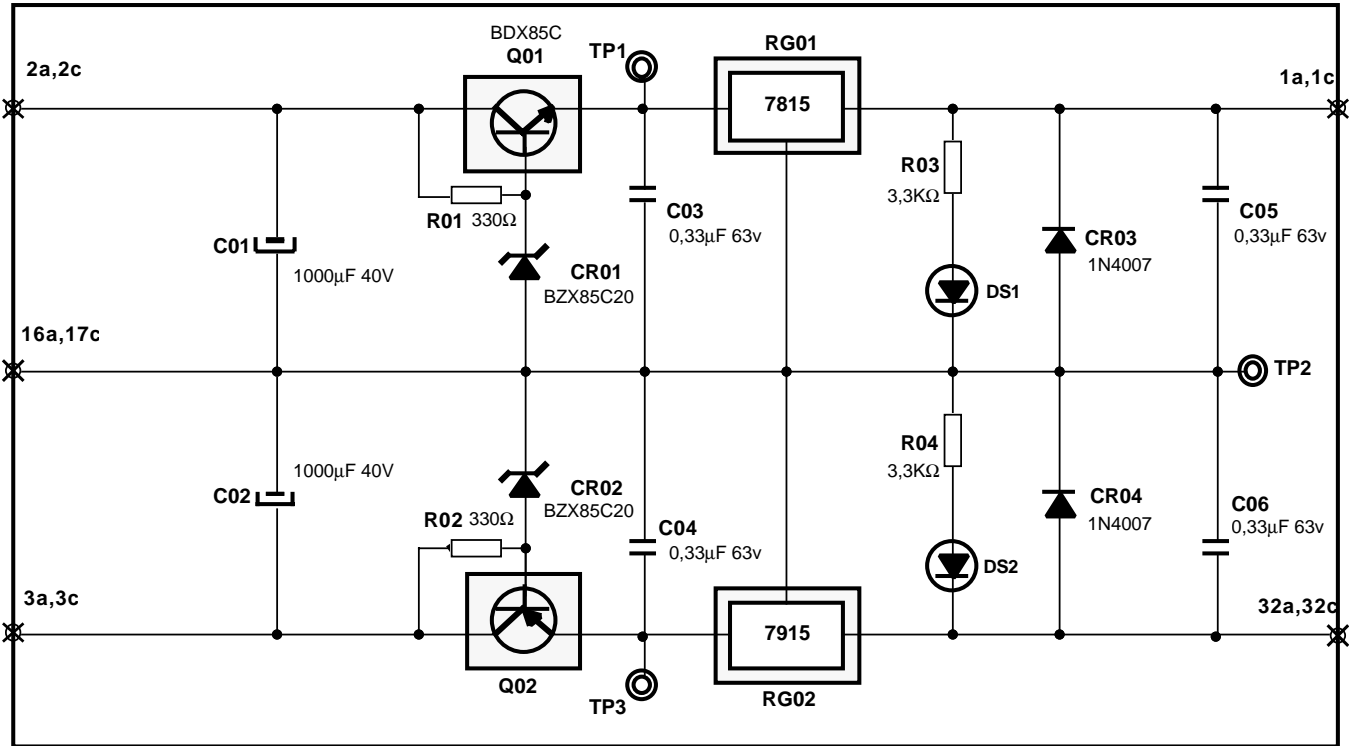 BDX85C
Q01
TP1
RG01
2a,2c
1a,1c
7815
R03
3,3KΩ
R01 330Ω
C03
0,33μF 63v
C05
0,33μF 63v
C01
1000μF 40V
CR01
BZX85C20
CR03
1N4007
DS1
16a,17c
TP2
R04
3,3KΩ
1000μF 40V
C02
CR02
BZX85C20
R02 330Ω
C04
0,33μF 63v
CR04
1N4007
C06
0,33μF 63v
DS2
3a,3c
32a,32c
7915
Q02
TP3
RG02